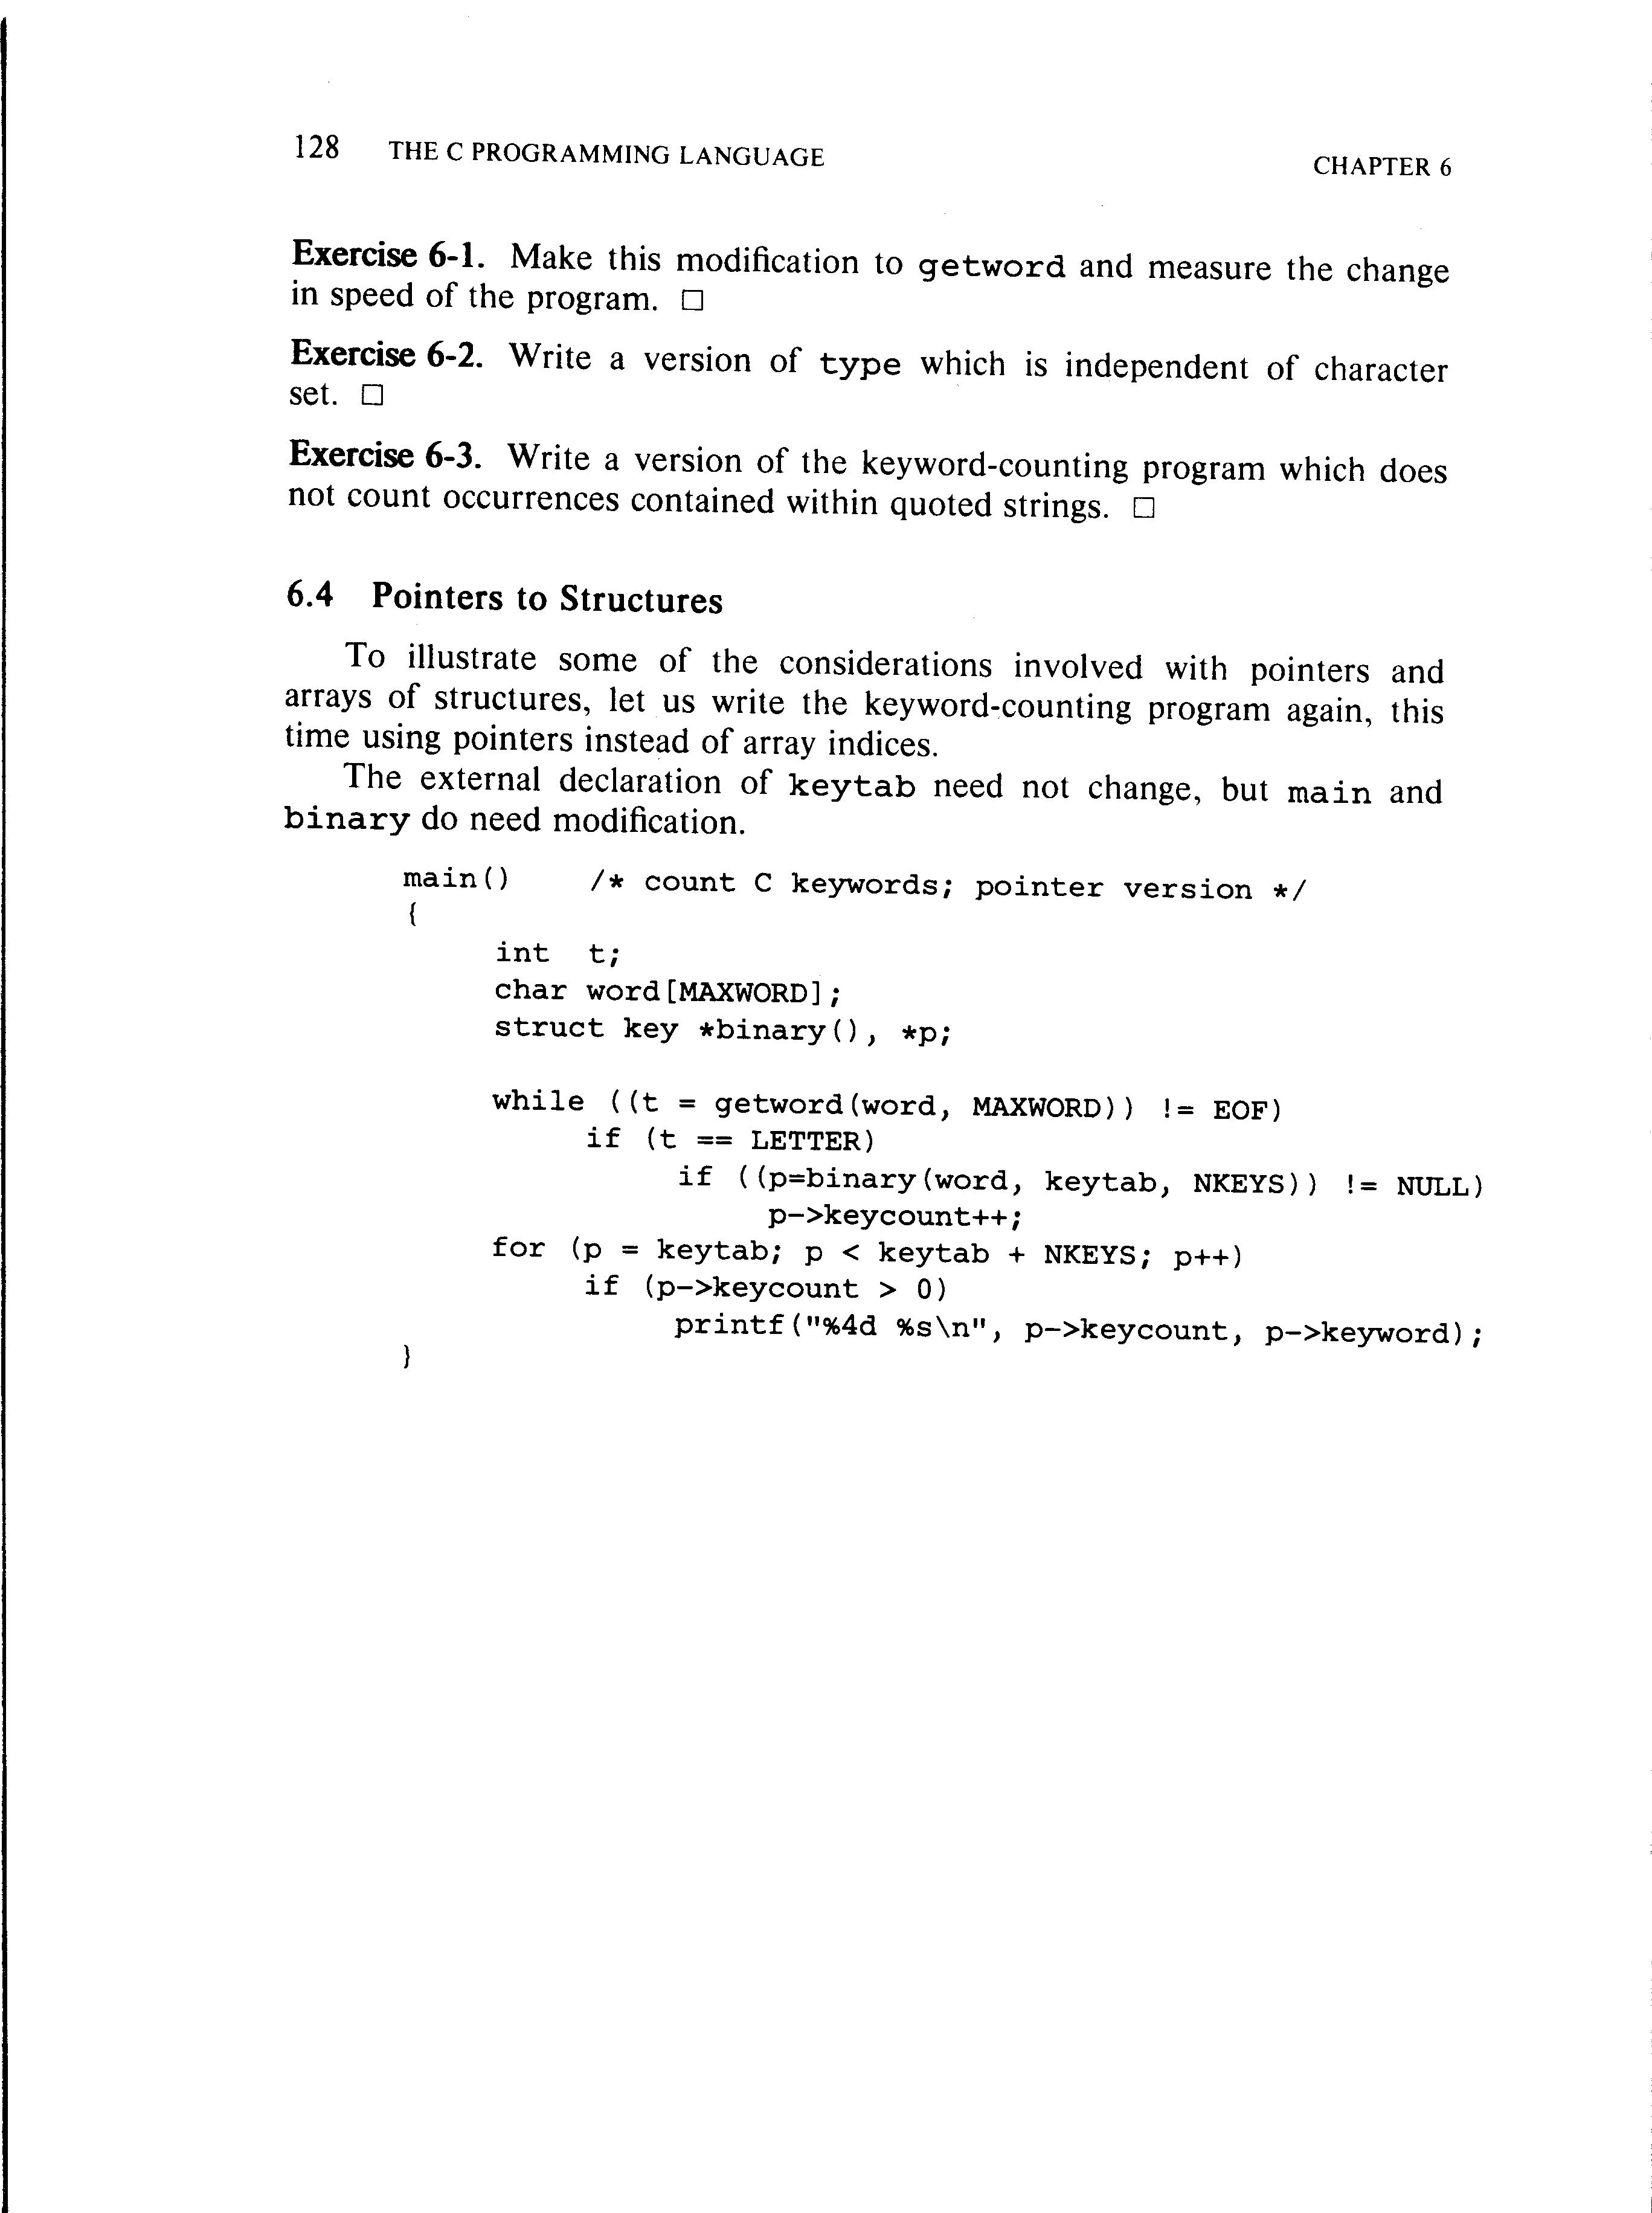 128 THE C PROGRAMMING LANGUAGE CHAPTER 6
Exercise 6-1. Make this modification to getword and measure the change
in speed of the program. □
Exercise 6-2. Write a version of type which is independent of character
set. □
Exercise 6-3. Write a version of the keyword-counting program which does
not count occurrences contained within quoted strings. □
6.4 Pointers to Structures
To illustrate some of the considerations involved with pointers and
arrays of structures, let us write the keyword-counting program again, this
time using pointers instead of array indices.
The external declaration of keytab need not change, but main and
binary do need modification.
main() /* count C keywords; pointer version */
{
int t;
char word[MAXWORD];
struct key *binary(), *p;
while ((t = getword(word, MAXWORD)) != EOF)
if (t == LETTER)
if ((p=binary(word, keytab, NKEYS)) != NULL)
p->keycount++;
for (p = keytab; p < keytab + NKEYS; p++)
if (p->keycount > 0)
printf("%4d %s\n", p->keycount, p->keyword);
}